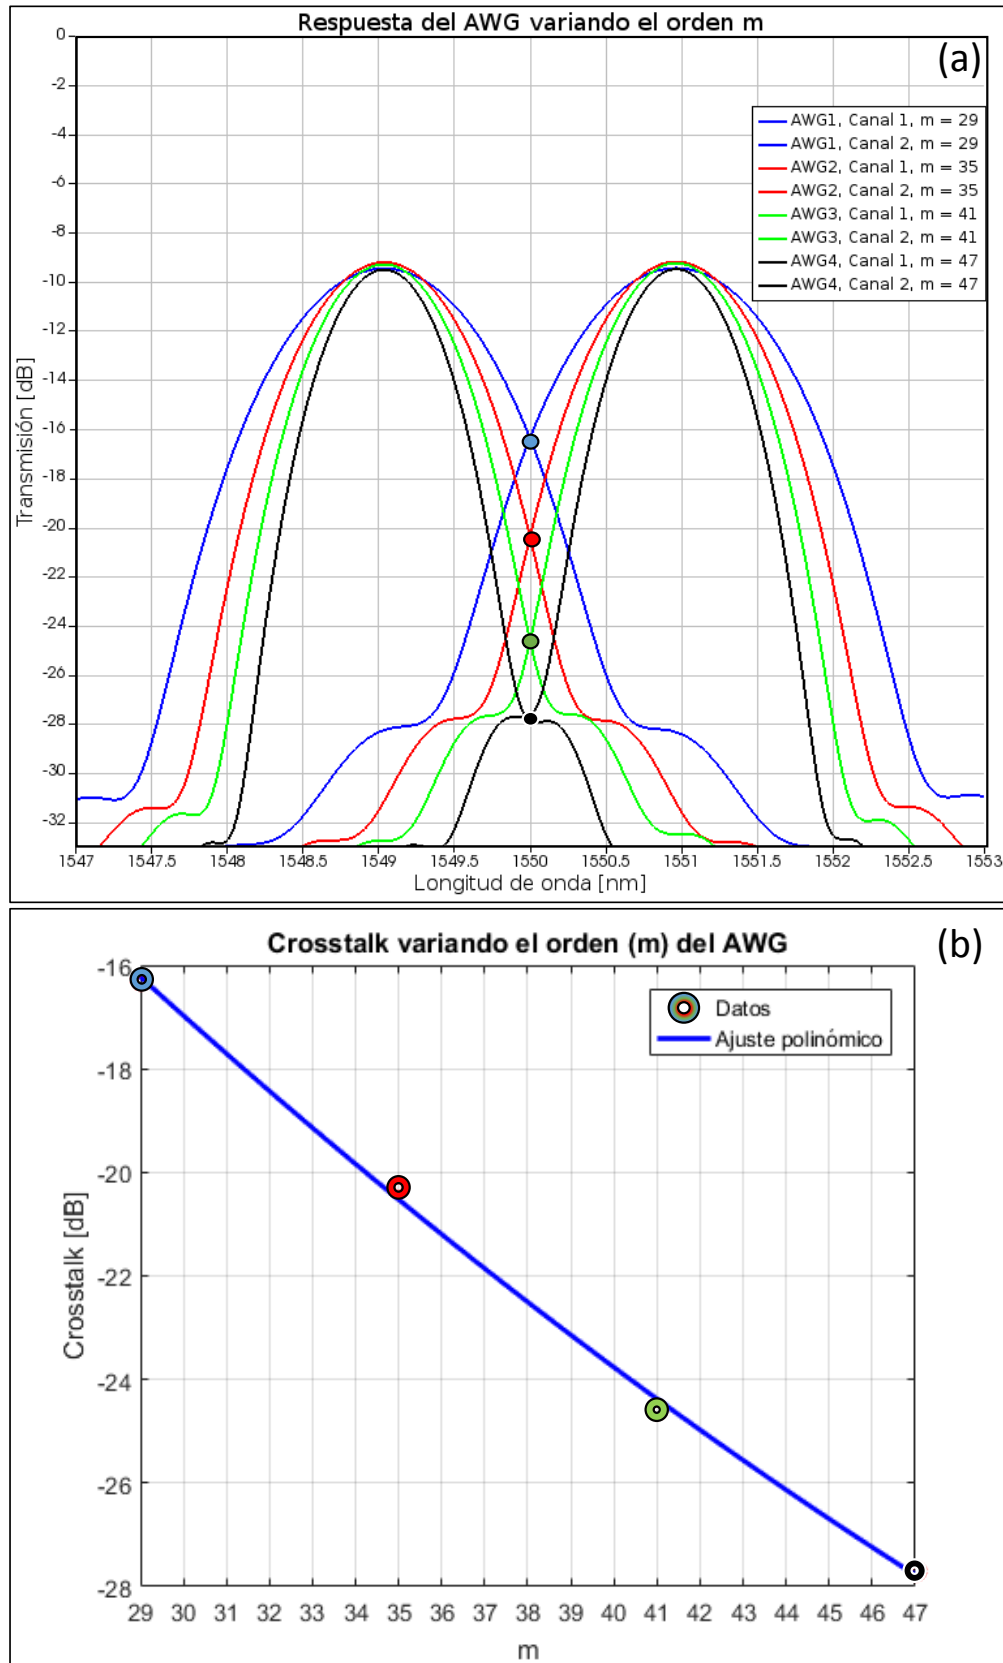 Respuesta del AWG variando el orden m
(a)
0
-2
-4
-6
-8
-10
-12
-14
-16
-18
-20
-22
-24
-26
-28
-30
-32
Transmisión [dB]
AWG1, Canal 1, m = 29
AWG1, Canal 2, m = 29
AWG2, Canal 1, m = 35
AWG2, Canal 2, m = 35
AWG3, Canal 1, m = 41
AWG3, Canal 2, m = 41
AWG4, Canal 1, m = 47
AWG4, Canal 2, m = 47
1547 1547.5 1548 1548.5 1549 1549.5 1550 1550.5 1551 1551.5 1552 1552.5 1553
Longitud de onda [nm]
Crosstalk variando el orden (m) del AWG
(b)
-16
-18
-20
-22
-24
-26
-28
Crosstalk [dB]
Datos
Ajuste polinómico
29 30 31 32 33 34 35 36 37 38 39 40 41 42 43 44 45 46 47
m